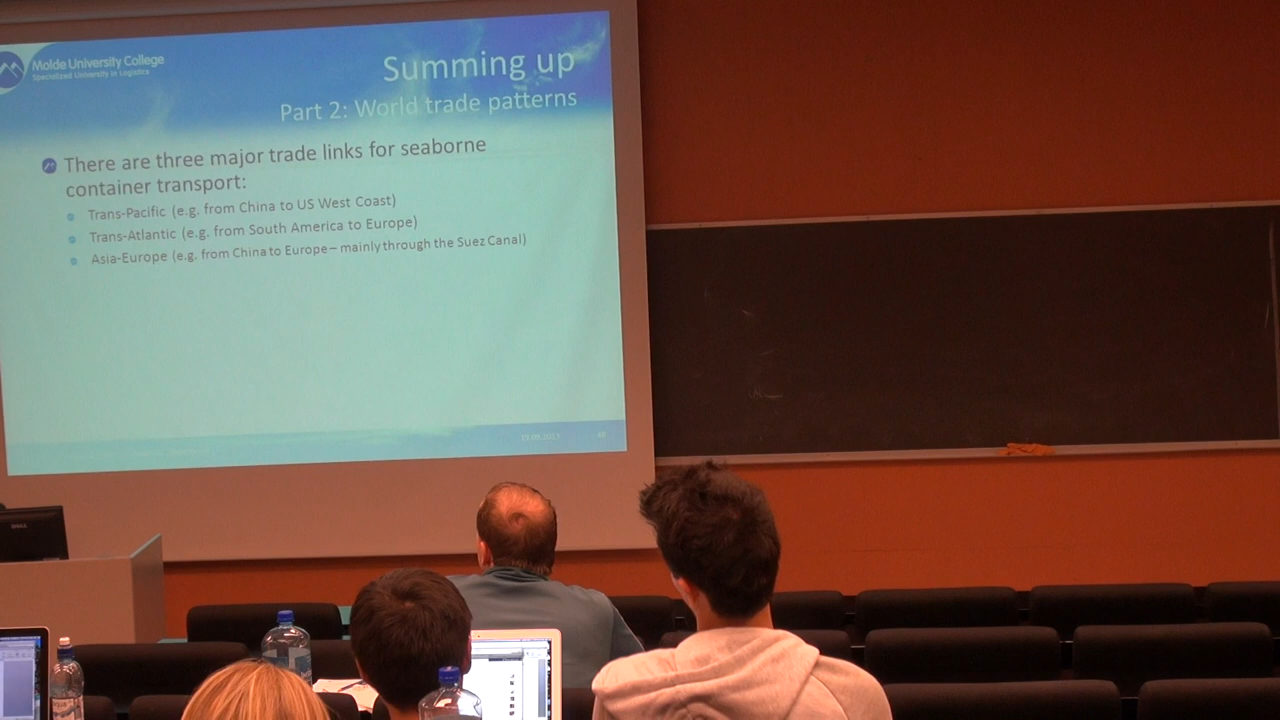 Molde University College
Specialized University in Logistics
Summing up
Part 2: World trade patterns
There are three major trade links for seaborne
container transport:
Trans-Pacific (e.g. from China to US West Coast)
Trans-Atlantic (e.g. from South America to Europe)
Asia-Europe (e.g. from China to Europe – mainly through the Suez Canal)
DELL